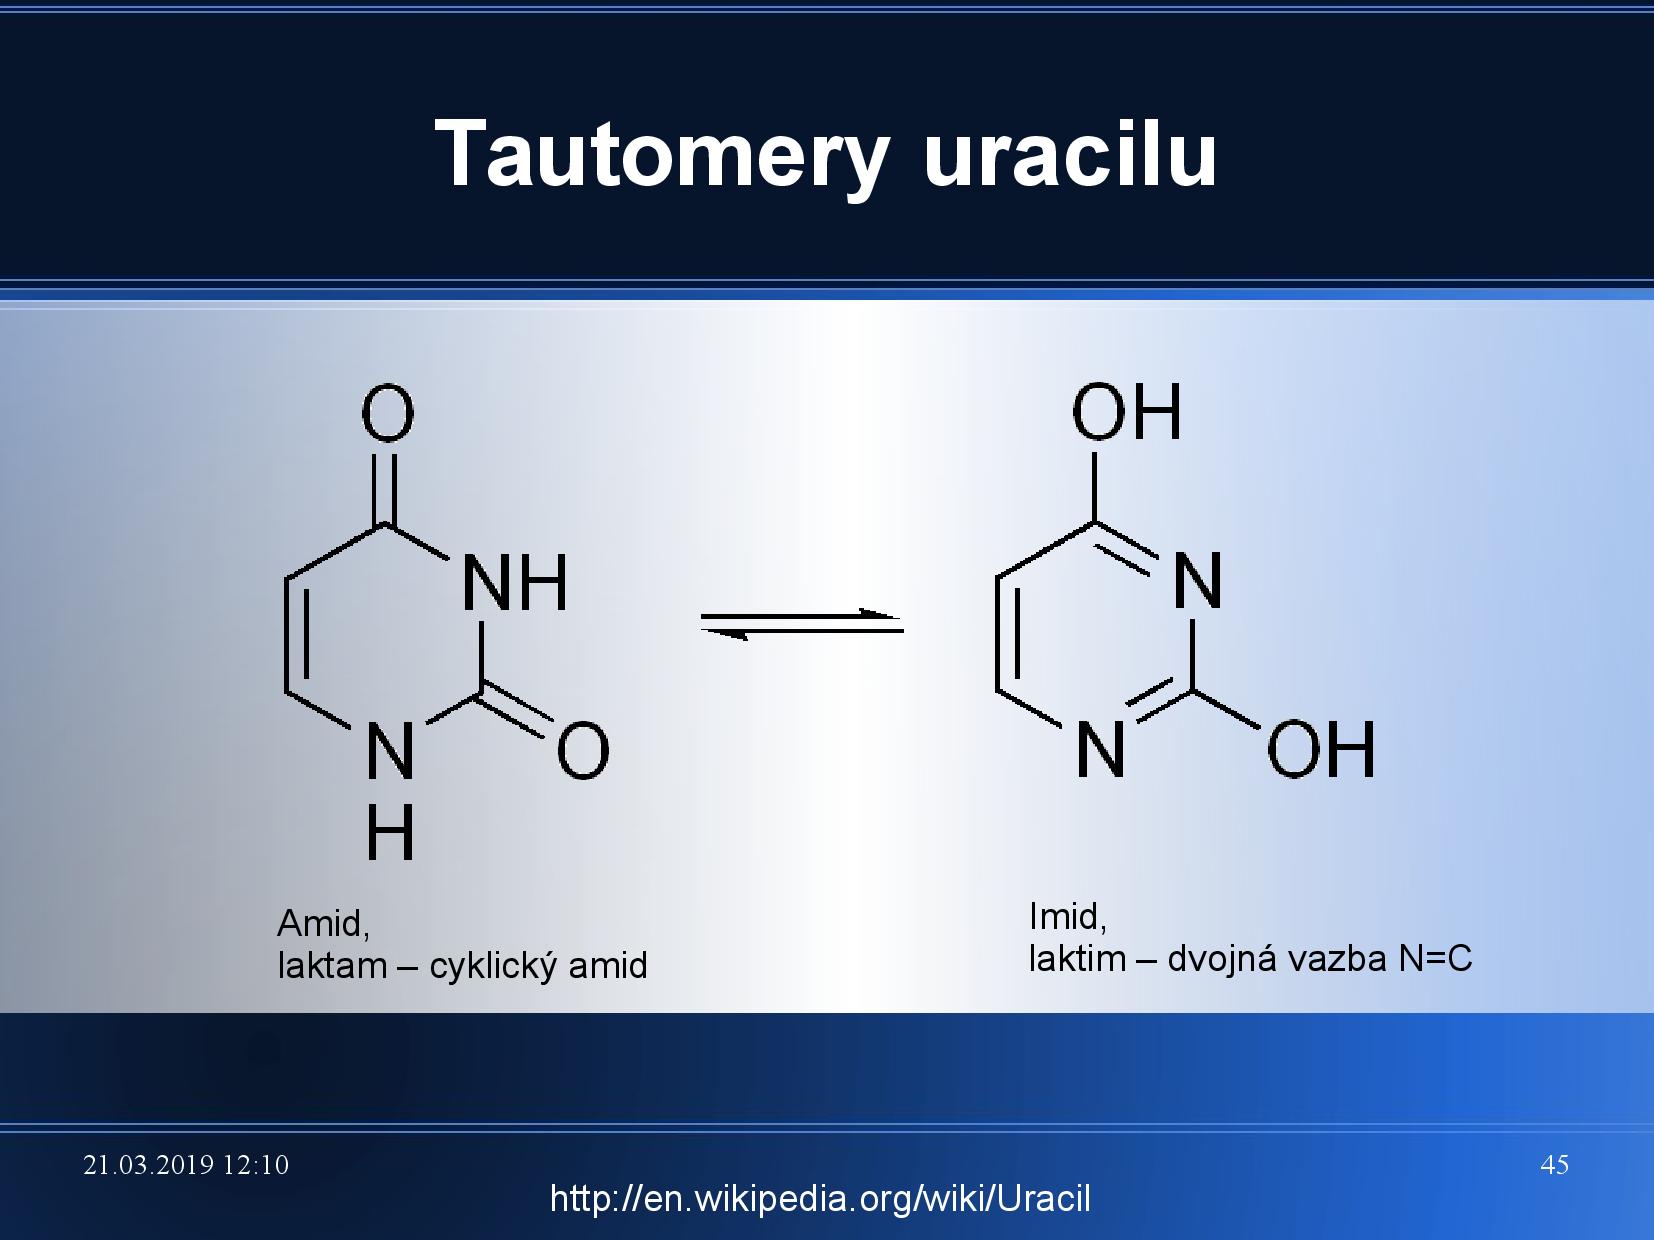 Tautomery uracilu
O
NH
N
H
O
OH
N
N
OH
Amid,
laktam – cyklický amid
Imid,
laktim – dvojná vazba N=C
21.03.2019 12:10
45
http://en.wikipedia.org/wiki/Uracil